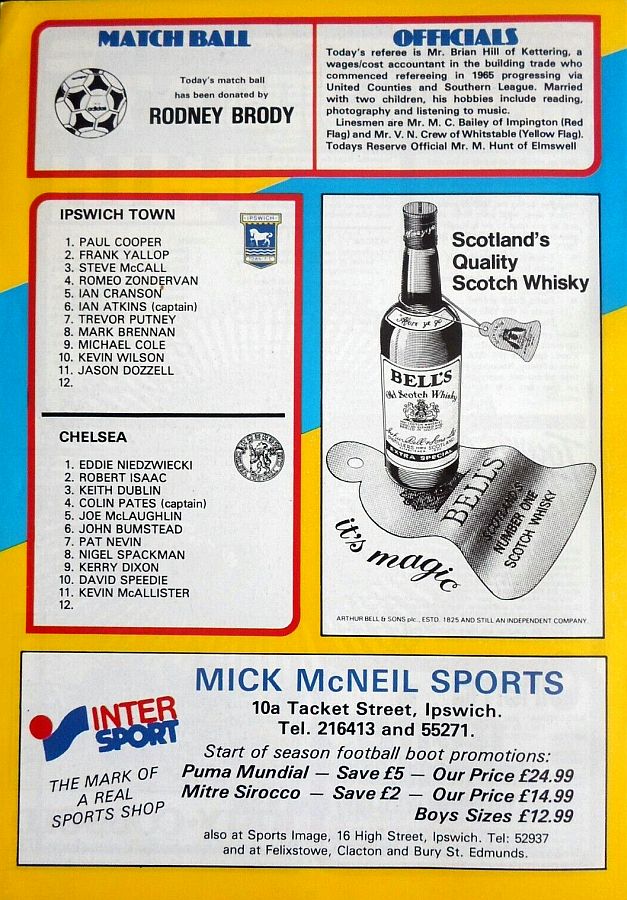 MATCH BALL
Today's match ball
has been donated by
RODNEY BRODY
OFFICIALS
Today's referee is Mr. Brian Hill of Kettering, a
wages/cost accountant in the building trade who
commenced refereeing in 1965 progressing via
United Counties and Southern League. Married
with two children, his hobbies include reading,
photography and listening to music.
Linesmen are Mr. M. C. Bailey of Impington (Red
Flag) and Mr. V. N. Crew of Whitstable (Yellow Flag).
Todays Reserve Official Mr. M. Hunt of Elmswell
IPSWICH TOWN
IPSWICH
TOWN F.C.
1. PAUL COOPER
2. FRANK YALLOP
3. STEVE McCALL
4. ROMEO ZONDERVAN
5. IAN CRANSON
6. IAN ATKINS (captain)
7. TREVOR PUTNEY
8. MARK BRENNAN
9. MICHAEL COLE
10. KEVIN WILSON
11. JASON DOZZELL
12.
CHELSEA
1. EDDIE NIEDZWIECKI
2. ROBERT ISAAC
3. KEITH DUBLIN
4. COLIN PATES (captain)
5. JOE McLAUGHLIN
6. JOHN BUMSTEAD
7. PAT NEVIN
8. NIGEL SPACKMAN
9. KERRY DIXON
10. DAVID SPEEDIE
11. KEVIN McALLISTER
12.
Scotland's
Quality
Scotch Whisky
Afore ye go
BELL'S
Old Scotch Whisky
EXTRA SPECIAL
BELLS
SCOTLAND'S
NUMBER ONE
SCOTCH WHISKY
it's magic
ARTHUR BELL & SONS plc., ESTD. 1825 AND STILL AN INDEPENDENT COMPANY
INTER
SPORT
THE MARK OF
A REAL
SPORTS SHOP
MICK McNEIL SPORTS
10a Tacket Street, Ipswich.
Tel. 216413 and 55271.
Start of season football boot promotions:
Puma Mundial — Save £5 — Our Price £24.99
Mitre Sirocco — Save £2 — Our Price £14.99
Boys Sizes £12.99
also at Sports Image, 16 High Street, Ipswich. Tel: 52937
and at Felixstowe, Clacton and Bury St. Edmunds.